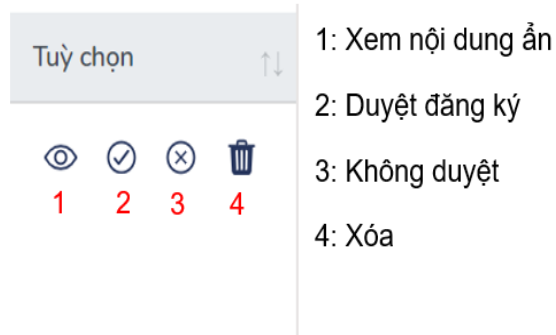 Tuỳ chọn
1 2 3 4
1: Xem nội dung ẩn
2: Duyệt đăng ký
3: Không duyệt
4: Xóa